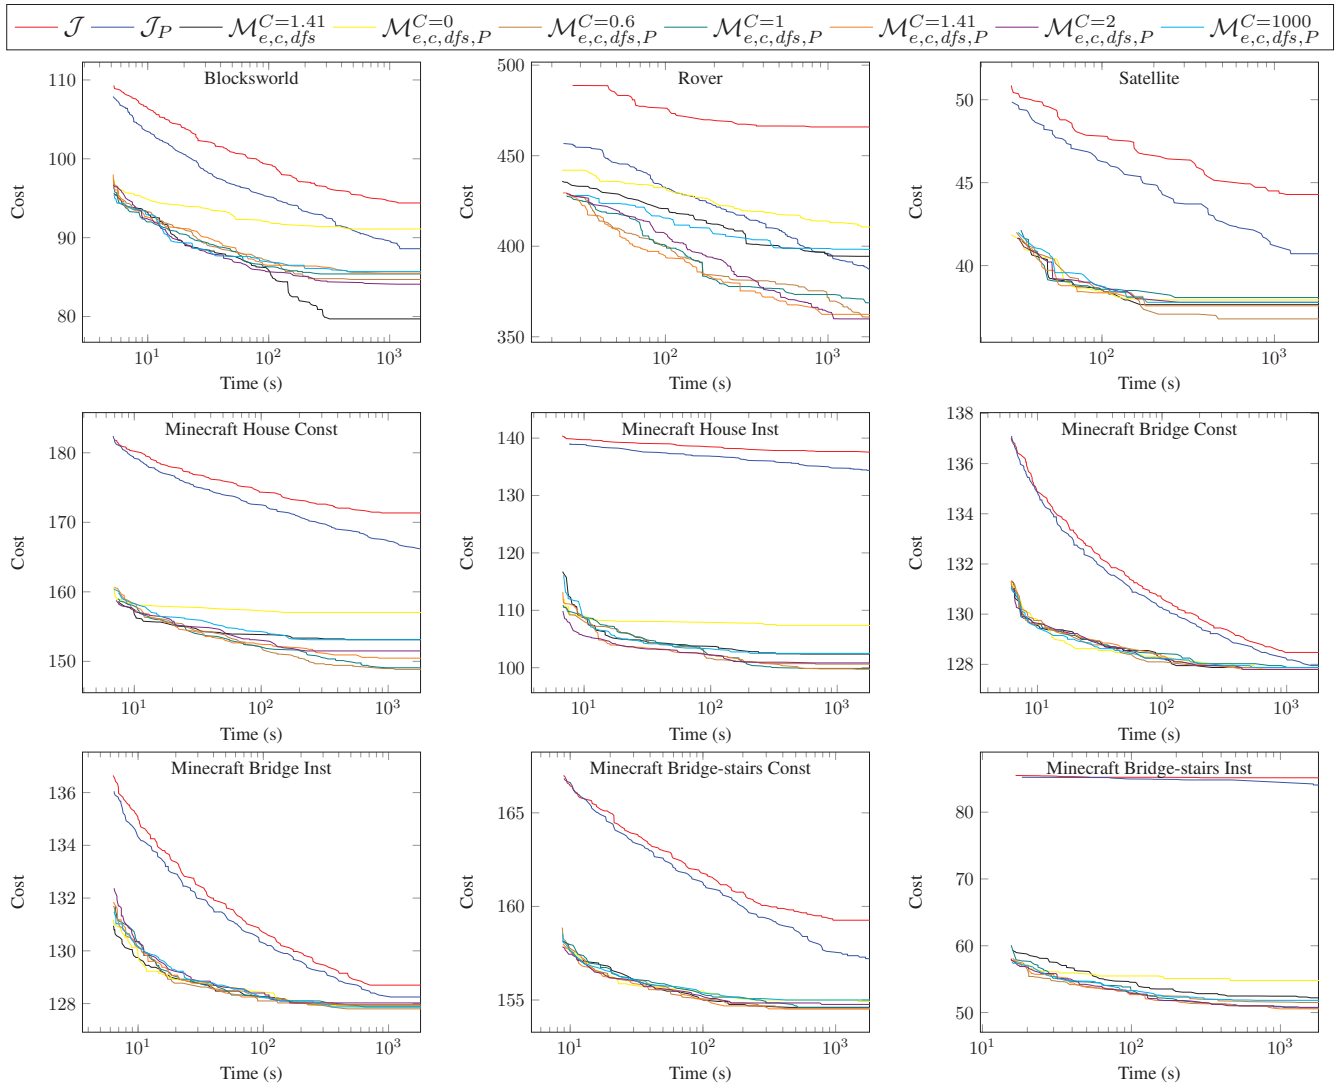 𝒥 𝒥_P ℳ^{C=1.41}_{e,c,dfs} ℳ^{C=0}_{e,c,dfs,P} ℳ^{C=0.6}_{e,c,dfs,P} ℳ^{C=1}_{e,c,dfs,P} ℳ^{C=1.41}_{e,c,dfs,P} ℳ^{C=2}_{e,c,dfs,P} ℳ^{C=1000}_{e,c,dfs,P}
Blocksworld
Cost
110
100
90
80
10^1 10^2 10^3
Time (s)
Rover
Cost
500
450
400
350
10^2 10^3
Time (s)
Satellite
Cost
50
45
40
10^2 10^3
Time (s)
Minecraft House Const
Cost
180
170
160
150
10^1 10^2 10^3
Time (s)
Minecraft House Inst
Cost
140
130
120
110
100
10^1 10^2 10^3
Time (s)
Minecraft Bridge Const
Cost
138
136
134
132
130
128
10^1 10^2 10^3
Time (s)
Minecraft Bridge Inst
Cost
136
134
132
130
128
10^1 10^2 10^3
Time (s)
Minecraft Bridge-stairs Const
Cost
165
160
155
10^1 10^2 10^3
Time (s)
Minecraft Bridge-stairs Inst
Cost
80
70
60
50
10^1 10^2 10^3
Time (s)